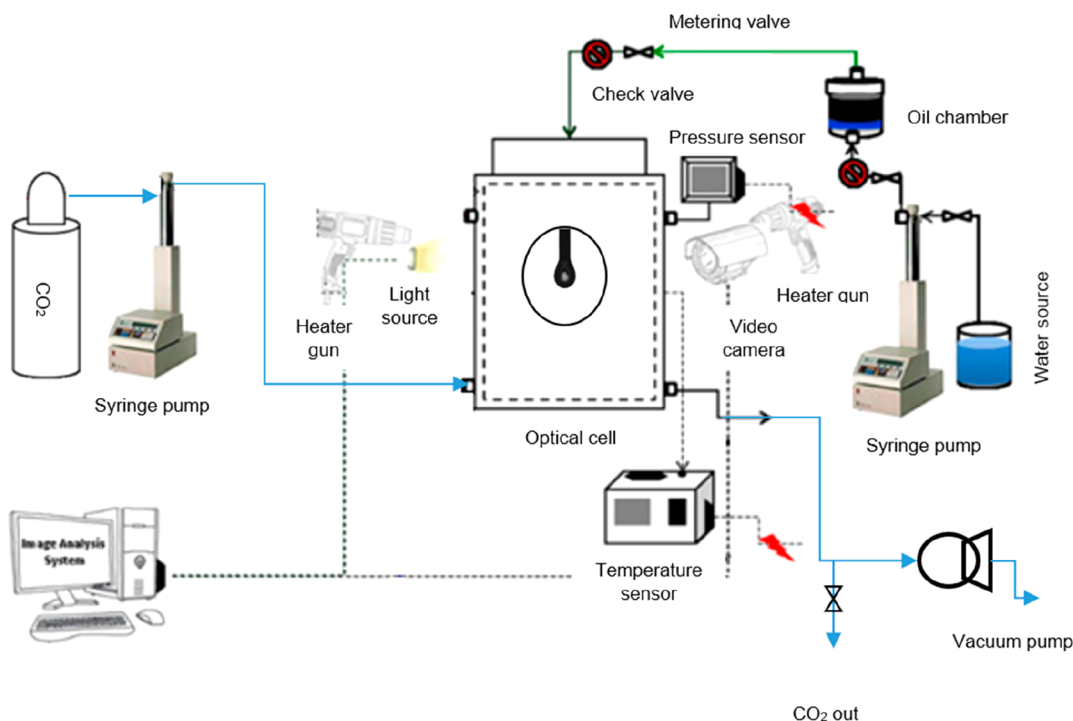 Metering valve
Check valve
Oil chamber
Pressure sensor
CO₂
Light
source
Heater
gun
Heater gun
Video
camera
Water source
Syringe pump
Optical cell
Syringe pump
Image Analysis
System
Temperature
sensor
Vacuum pump
CO₂ out